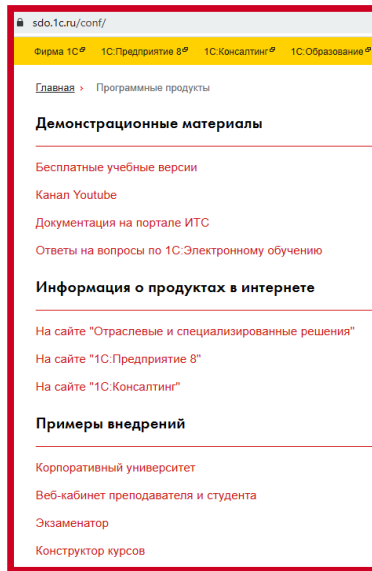 sdo.1c.ru/conf/
Фирма 1С 1С:Предприятие 8 1С:Консалтинг 1С:Образование
Главная › Программные продукты
Демонстрационные материалы
Бесплатные учебные версии
Канал Youtube
Документация на портале ИТС
Ответы на вопросы по 1С:Электронному обучению
Информация о продуктах в интернете
На сайте "Отраслевые и специализированные решения"
На сайте "1С:Предприятие 8"
На сайте "1С:Консалтинг"
Примеры внедрений
Корпоративный университет
Веб-кабинет преподавателя и студента
Экзаменатор
Конструктор курсов